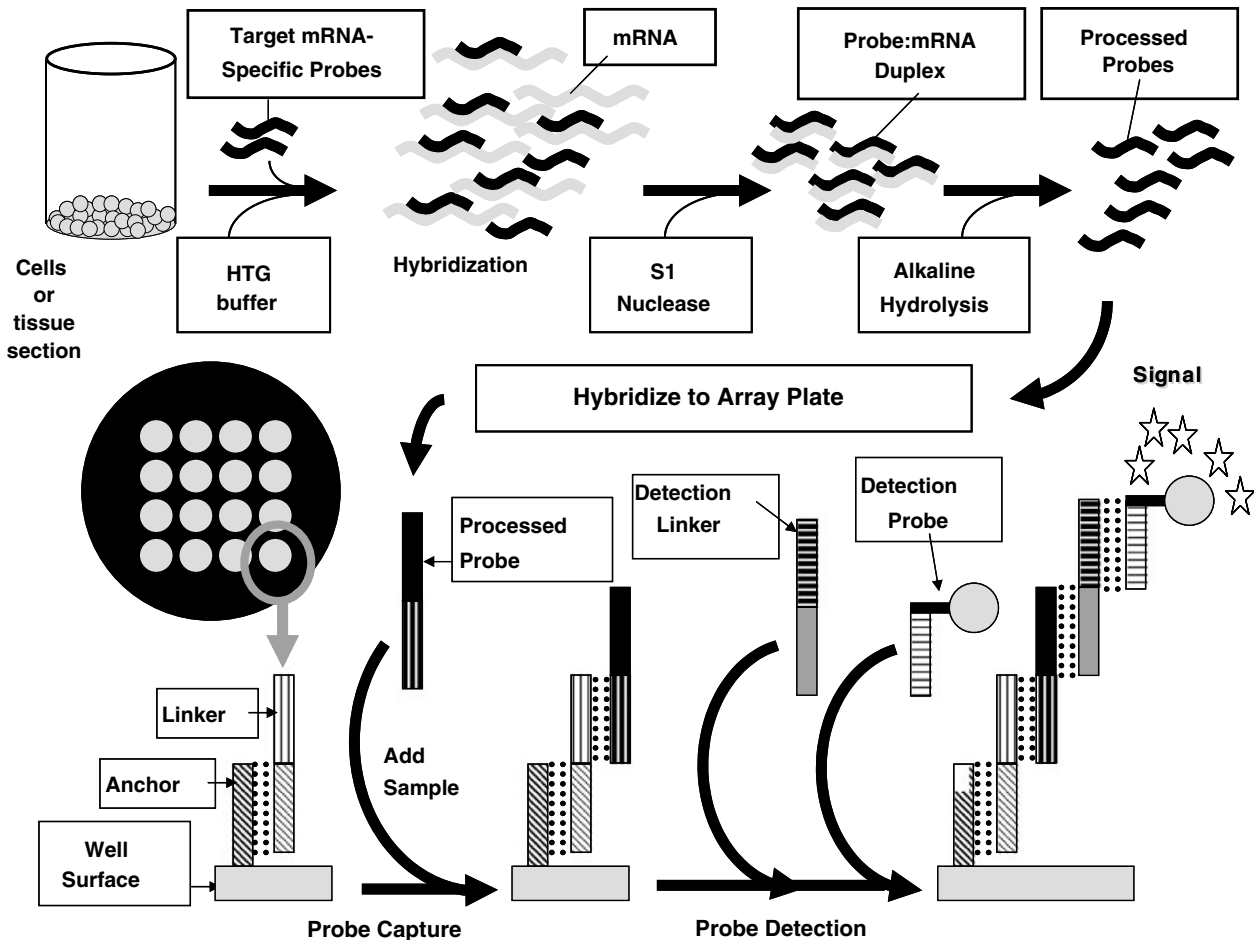 Target mRNA-
Specific Probes
mRNA
Probe:mRNA
Duplex
Processed
Probes
Cells
or
tissue
section
HTG
buffer
Hybridization
S1
Nuclease
Alkaline
Hydrolysis
Hybridize to Array Plate
Signal
Processed
Probe
Detection
Linker
Detection
Probe
Linker
Anchor
Well
Surface
Add
Sample
Probe Capture
Probe Detection